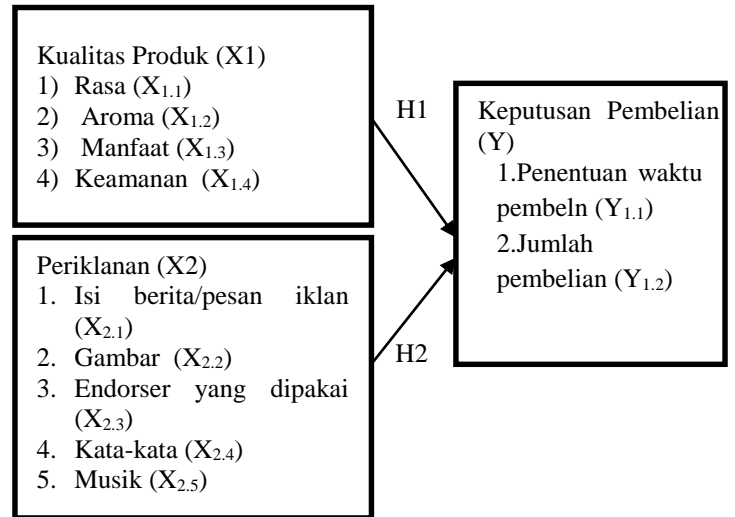 Kualitas Produk (X1)
1) Rasa (X1.1)
2) Aroma (X1.2)
3) Manfaat (X1.3)
4) Keamanan (X1.4)
H1
Keputusan Pembelian
(Y)
1.Penentuan waktu
pembeln (Y1.1)
2.Jumlah
pembelian (Y1.2)
Periklanan (X2)
1. Isi berita/pesan iklan
(X2.1)
2. Gambar (X2.2)
3. Endorser yang dipakai
(X2.3)
4. Kata-kata (X2.4)
5. Musik (X2.5)
H2